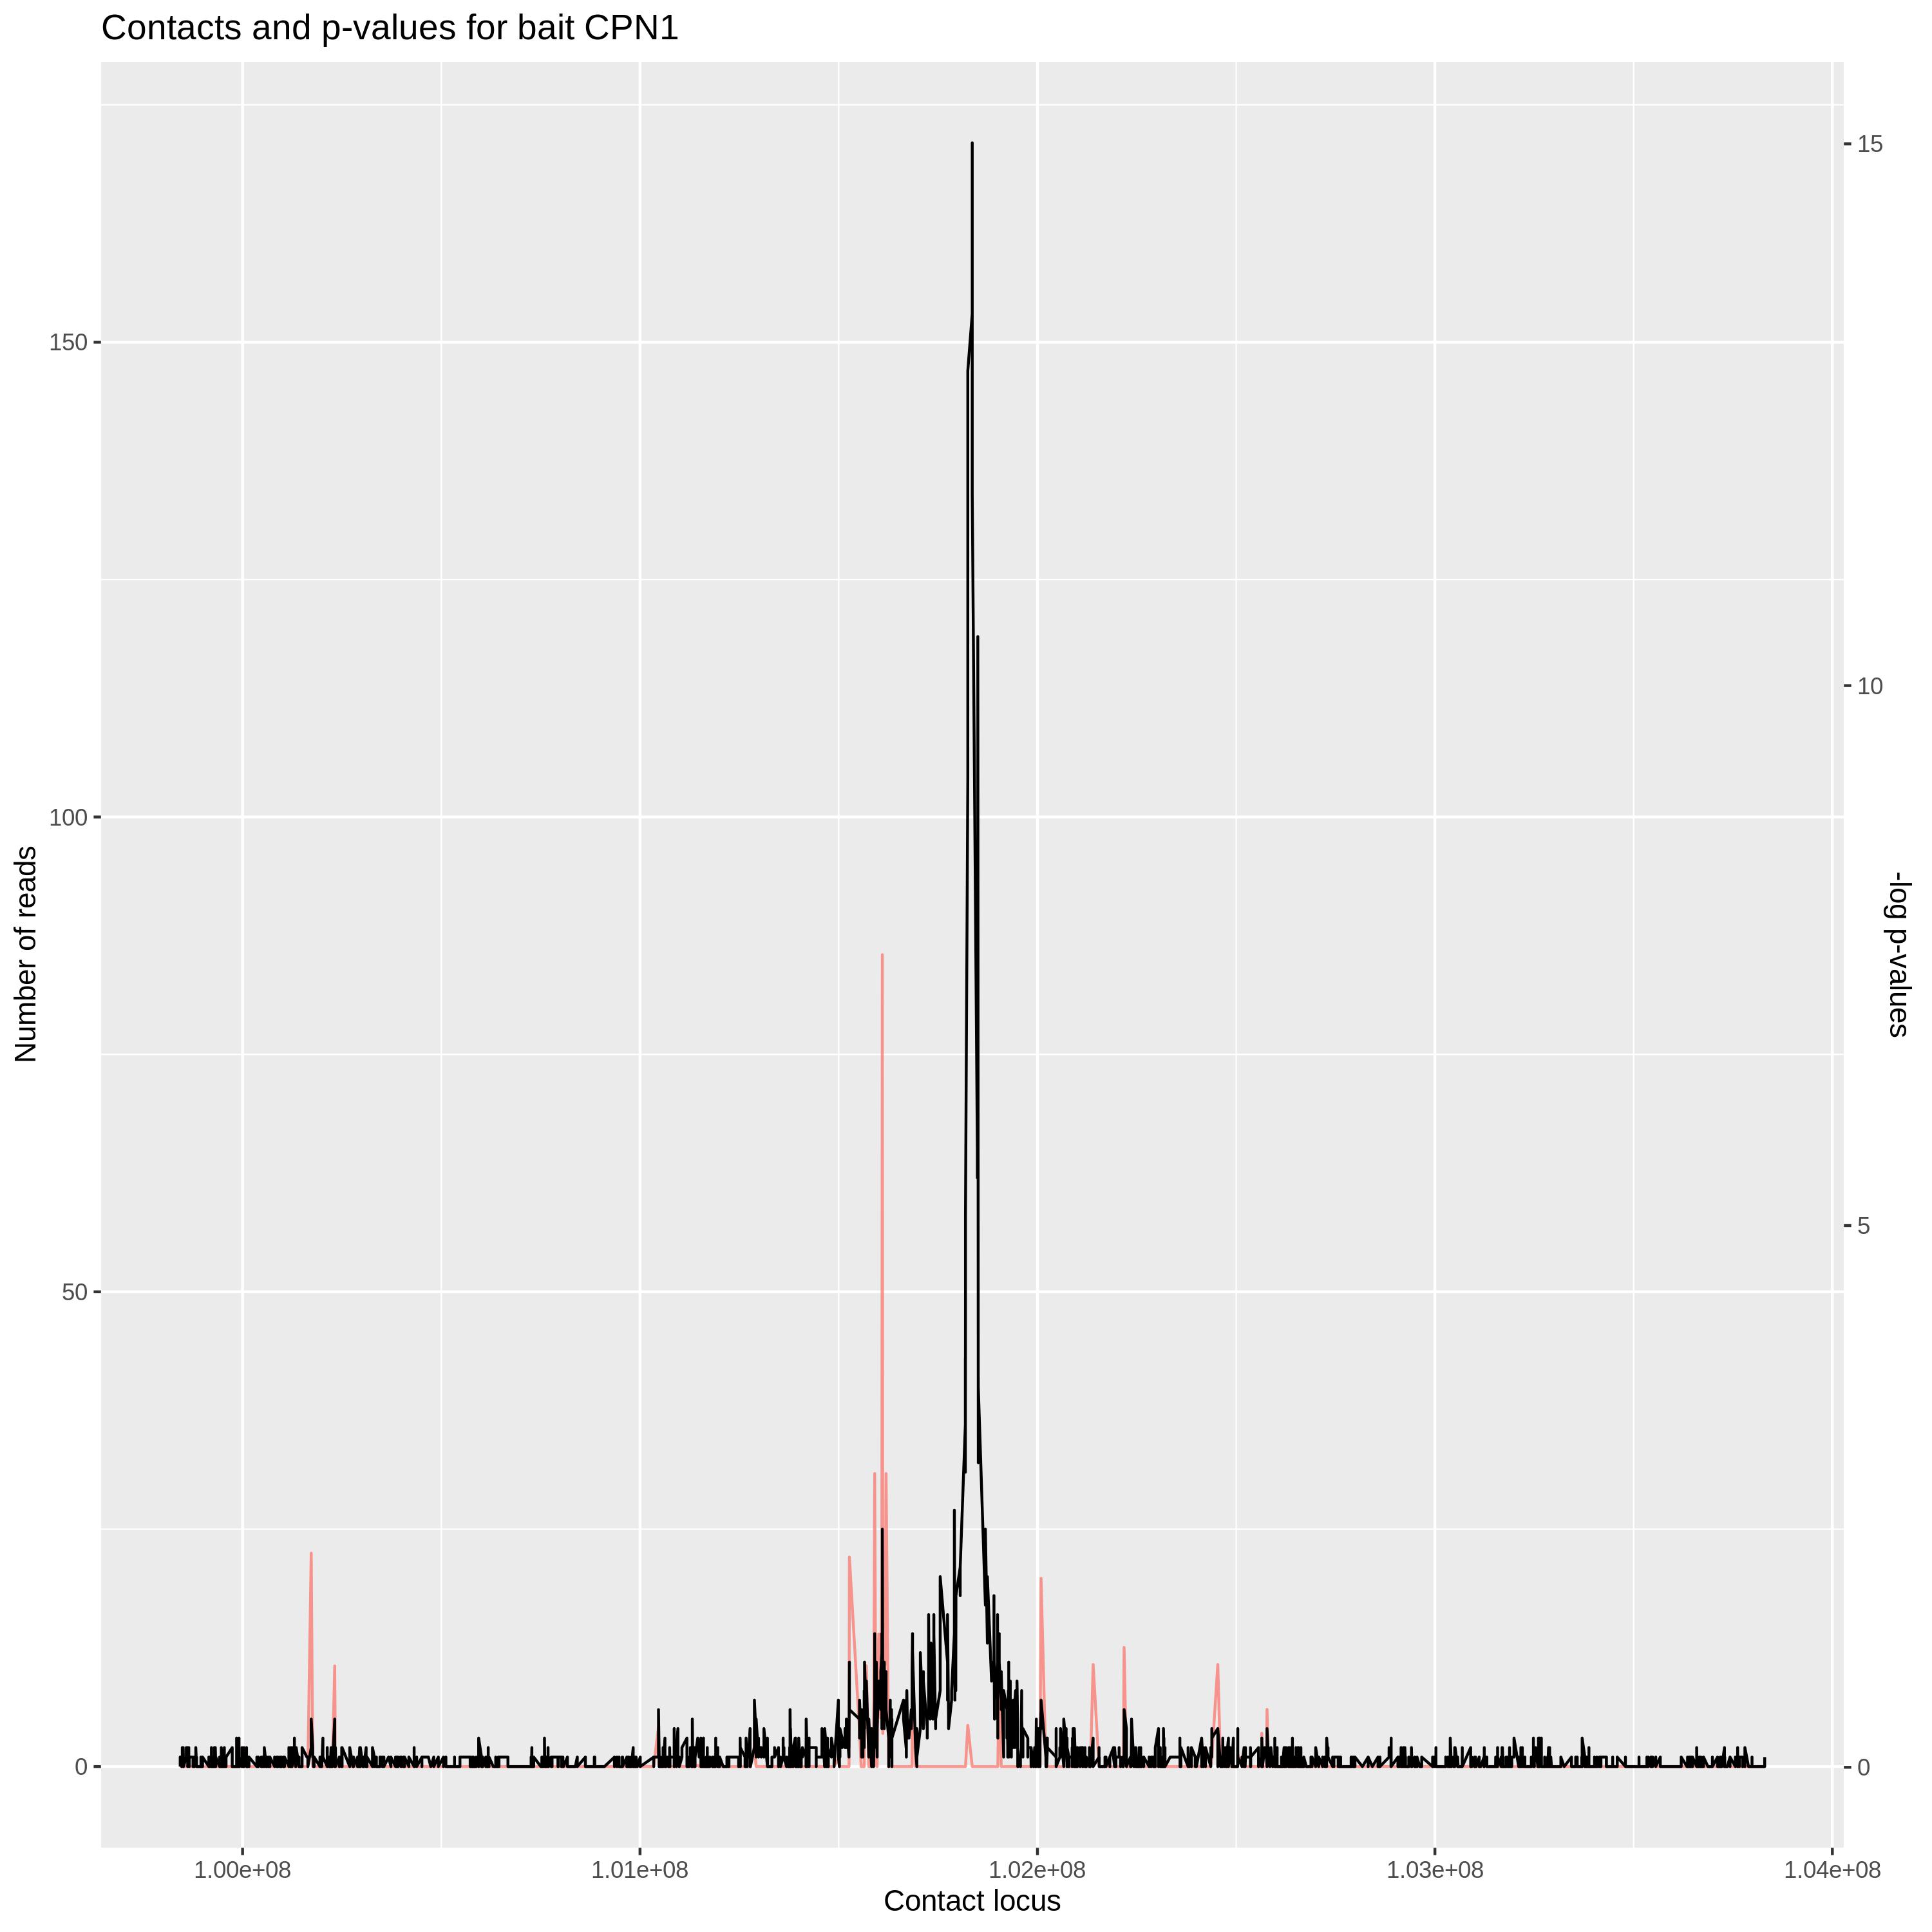 Contacts and p-values for bait CPN1
Number of reads
150
100
50
0
15
10
5
0
-log p-values
1.00e+08
1.01e+08
1.02e+08
1.03e+08
1.04e+08
Contact locus